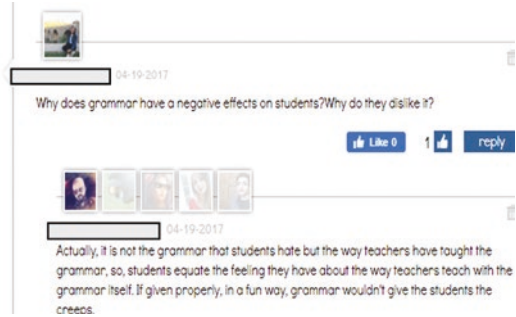 04-19-2017
Why does grammar have a negative effects on students?Why do they dislike it?
Like 0
1
reply
04-19-2017
Actually, it is not the grammar that students hate but the way teachers have taught the
grammar, so, students equate the feeling they have about the way teachers teach with the
grammar itself. If given properly, in a fun way, grammar wouldn't give the students the
creeps.